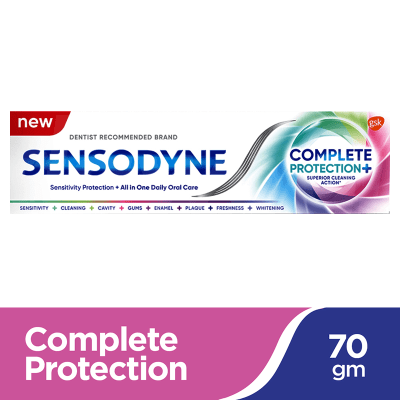 new
DENTIST RECOMMENDED BRAND
SENSODYNE
Sensitivity Protection + All in One Daily Oral Care
SENSITIVITY + CLEANING + CAVITY + GUMS + ENAMEL + PLAQUE + FRESHNESS + WHITENING
gsk
COMPLETE
PROTECTION+
SUPERIOR CLEANING
ACTION^
Complete
Protection
70
gm